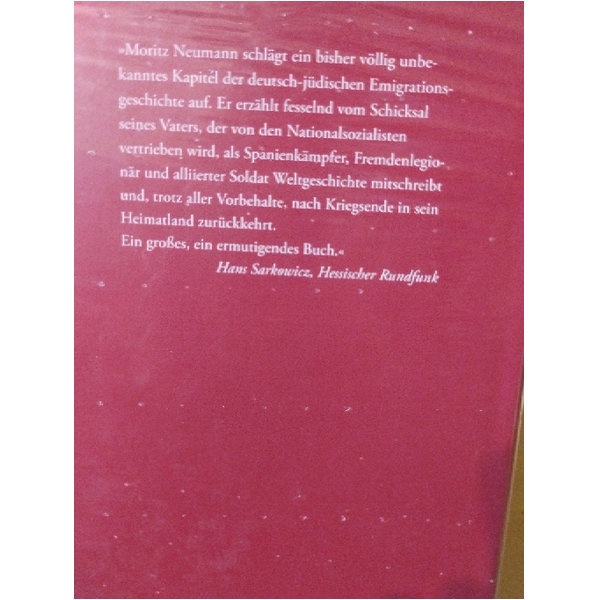 »Moritz Neumann schlägt ein bisher völlig unbe-
kanntes Kapitel der deutsch-jüdischen Emigrations-
geschichte auf. Er erzählt fesselnd vom Schicksal
seines Vaters, der von den Nationalsozialisten
vertrieben wird, als Spanienkämpfer, Fremdenlegio-
när und alliierter Soldat Weltgeschichte mitschreibt
und, trotz aller Vorbehalte, nach Kriegsende in sein
Heimatland zurückkehrt.
Ein großes, ein ermutigendes Buch.«
Hans Sarkowicz, Hessischer Rundfunk